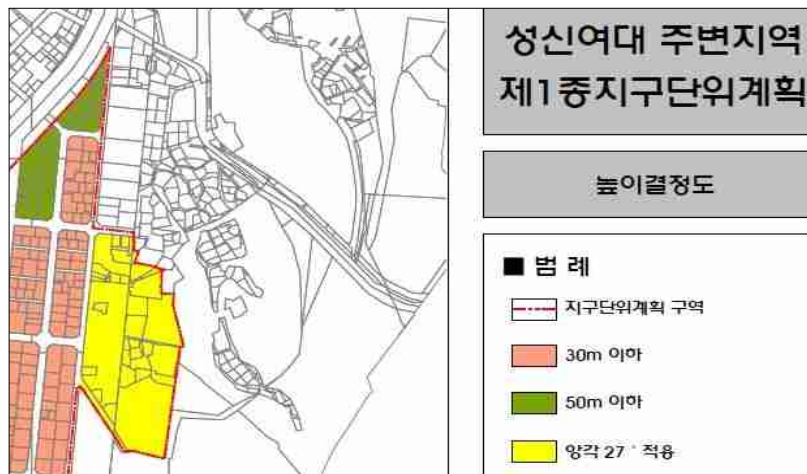 성신여대 주변지역
제1종지구단위계획
높이결정도
■ 범 례
지구단위계획 구역
30m 이하
50m 이하
앙각 27˚ 적용